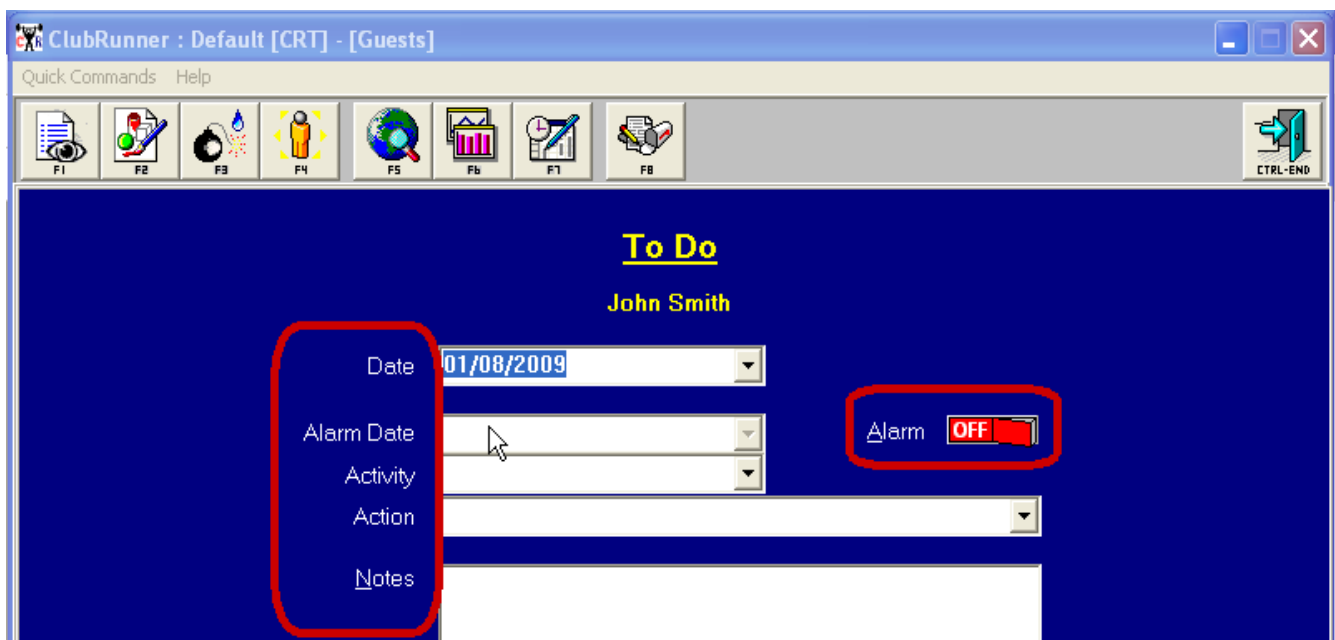 ClubRunner : Default [CRT] - [Guests]
Quick Commands Help
F1 F2 F3 F4 F5 F6 F7 F8 CTRL-END
To Do
John Smith
Date 01/08/2009
Alarm Date Alarm OFF
Activity
Action
Notes